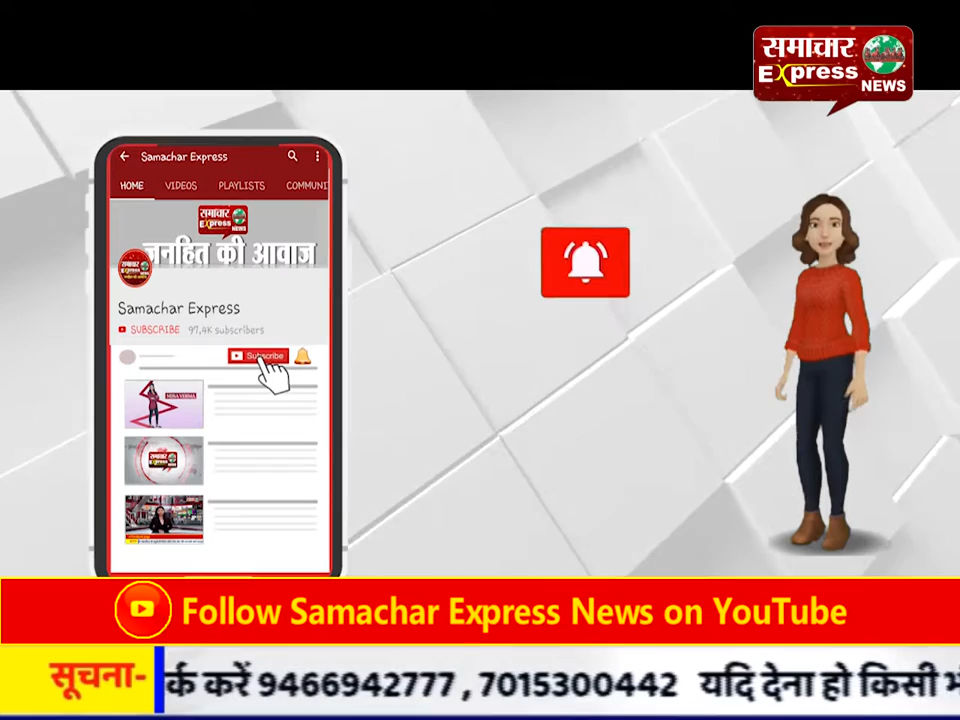 समाचार
Express
NEWS
Samachar Express
HOME VIDEOS PLAYLISTS COMMUNI
समाचार
Express
NEWS
जनहित की आवाज
Samachar Express
SUBSCRIBE 97.4K subscribers
Subscribe
Follow Samachar Express News on YouTube
सूचना- र्क करें 9466942777 , 7015300442 यदि देना हो किसी भी